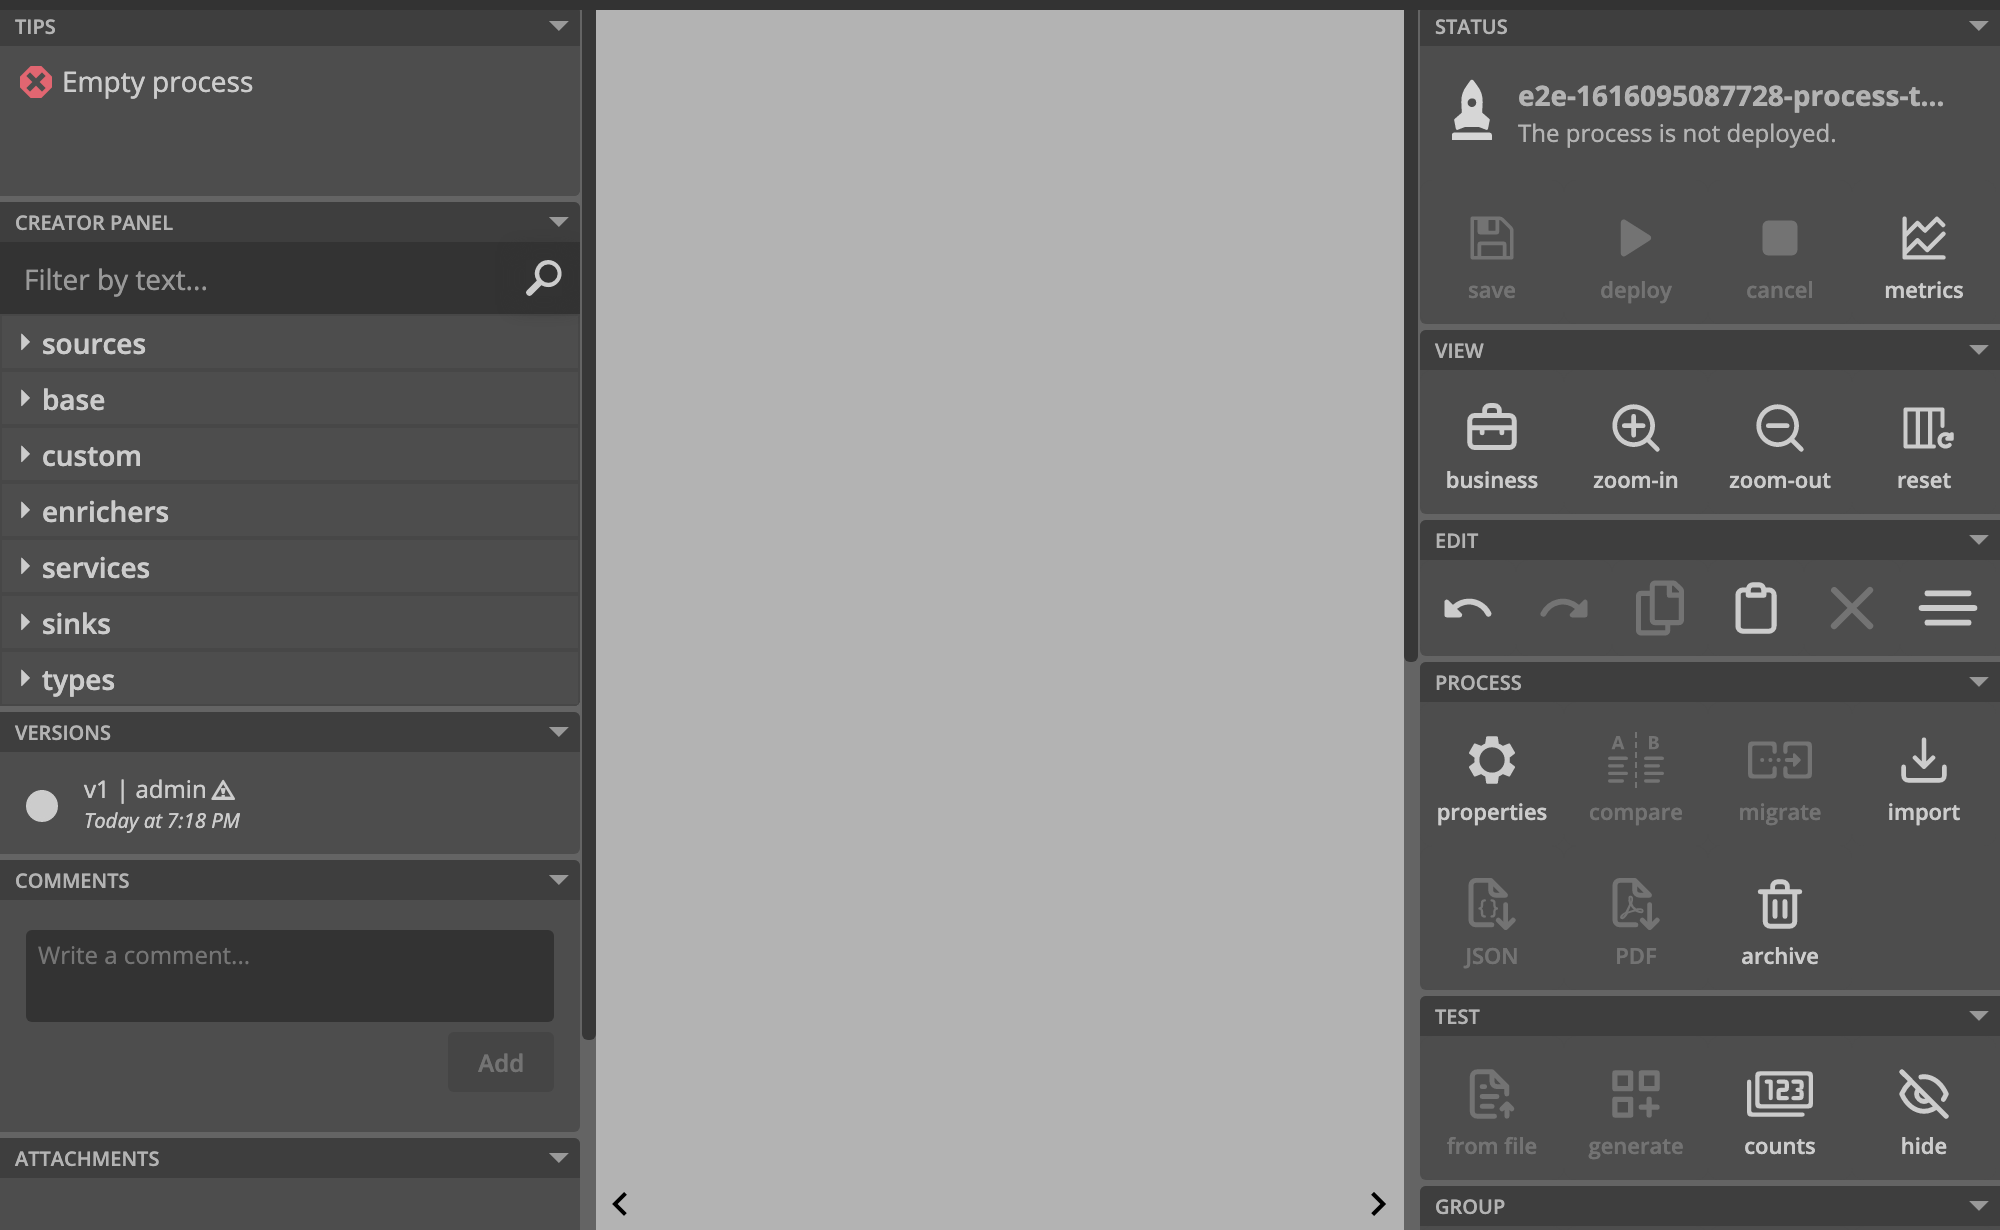 TIPS
Empty process
CREATOR PANEL
Filter by text...
sources
base
custom
enrichers
services
sinks
types
VERSIONS
v1 | admin
Today at 7:18 PM
COMMENTS
Write a comment...
Add
ATTACHMENTS
STATUS
e2e-1616095087728-process-t...
The process is not deployed.
save deploy cancel metrics
VIEW
business zoom-in zoom-out reset
EDIT
PROCESS
A B
properties compare migrate import
JSON PDF archive
TEST
123
from file generate counts hide
GROUP